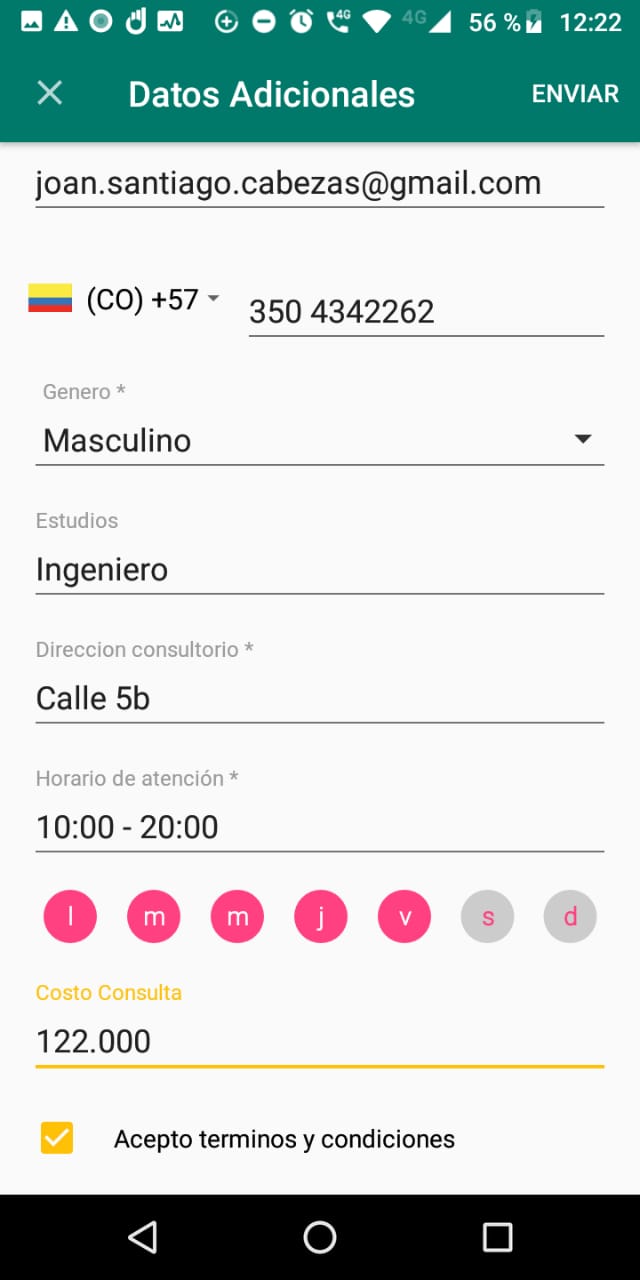 4G 4G 56 % 12:22
Datos Adicionales ENVIAR
joan.santiago.cabezas@gmail.com
(CO) +57 350 4342262
Genero *
Masculino
Estudios
Ingeniero
Direccion consultorio *
Calle 5b
Horario de atención *
10:00 - 20:00
l m m j v s d
Costo Consulta
122.000
Acepto terminos y condiciones